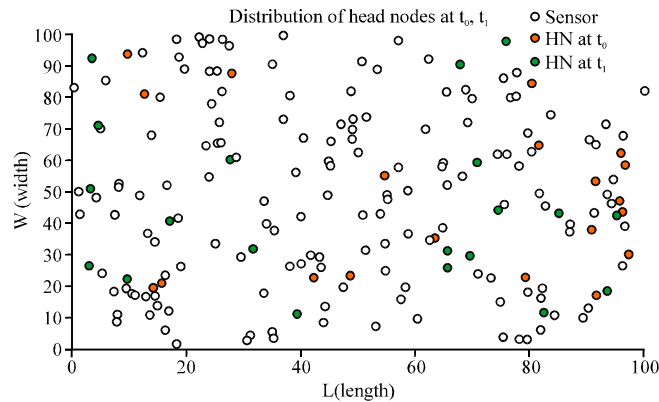 Distribution of head nodes at t₀, t₁
Sensor
HN at t₀
HN at t₁
W (width)
100
90
80
70
60
50
40
30
20
10
0
0 20 40 60 80 100
L(length)